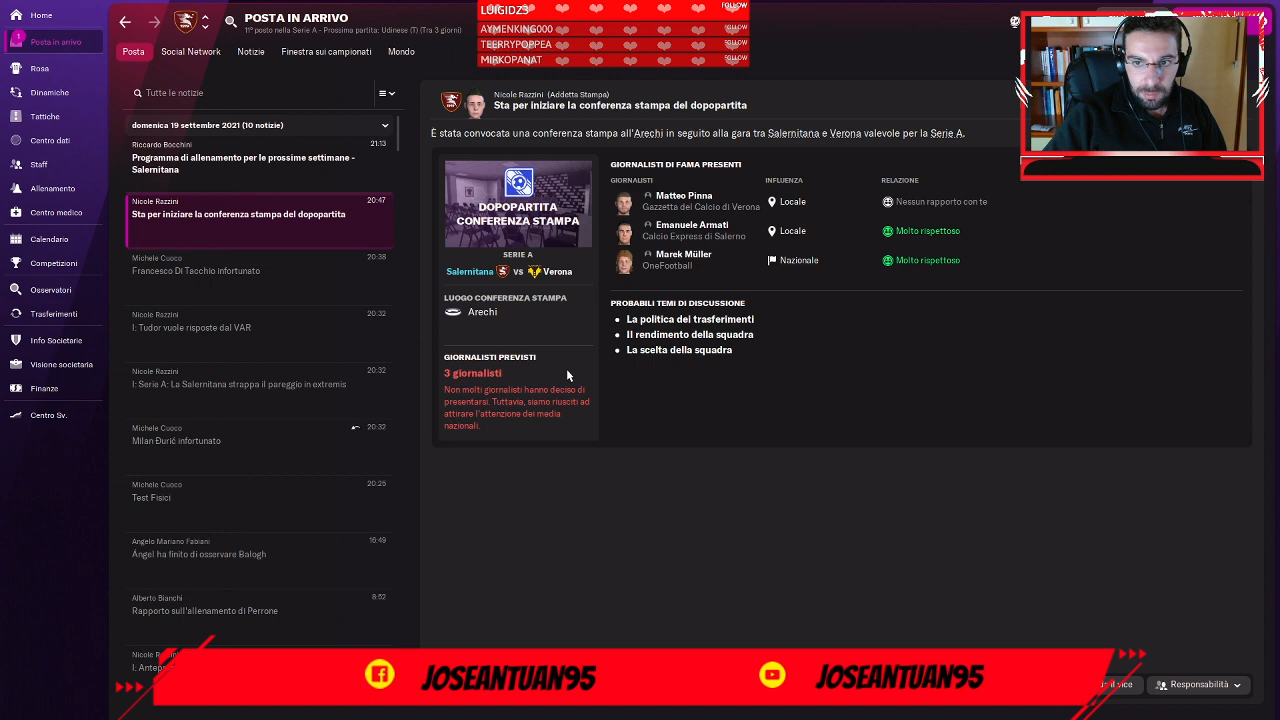 Home
POSTA IN ARRIVO
11° posto nella Serie A - Prossima partita: Udinese (T) (Tra 3 giorni)
LUIGIDZ3 FOLLOW
AYMENKING000 FOLLOW
TEERRYPOPPEA FOLLOW
MIRKOPANAT FOLLOW
1
Posta in arrivo
Rosa
Dinamiche
Tattiche
Centro dati
Staff
Allenamento
Centro medico
Calendario
Competizioni
Osservatori
Trasferimenti
Info Societarie
Visione societaria
Finanze
Centro Sv.
Posta Social Network Notizie Finestra sui campionati Mondo
Tutte le notizie
domenica 19 settembre 2021 (10 notizie)
Riccardo Bocchini 21:13
Programma di allenamento per le prossime settimane -
Salernitana
Nicole Razzini 20:47
Sta per iniziare la conferenza stampa del dopopartita
Michele Cuoco 20:38
Francesco Di Tacchio infortunato
Nicole Razzini 20:32
I: Tudor vuole risposte dal VAR
Nicole Razzini 20:32
I: Serie A: La Salernitana strappa il pareggio in extremis
Michele Cuoco 20:32
Milan Đurić infortunato
Michele Cuoco 20:25
Test Fisici
Angelo Mariano Fabiani 16:49
Ángel ha finito di osservare Balogh
Alberto Bianchi 8:52
Rapporto sull'allenamento di Perrone
Nicole Razzini (Addetta Stampa)
Sta per iniziare la conferenza stampa del dopopartita
È stata convocata una conferenza stampa all'Arechi in seguito alla gara tra Salernitana e Verona valevole per la Serie A.
DOPOPARTITA
CONFERENZA STAMPA
SERIE A
Salernitana vs Verona
LUOGO CONFERENZA STAMPA
Arechi
GIORNALISTI PREVISTI
3 giornalisti
Non molti giornalisti hanno deciso di
presentarsi. Tuttavia, siamo riusciti ad
attirare l'attenzione dei media
nazionali.
GIORNALISTI DI FAMA PRESENTI
GIORNALISTI INFLUENZA RELAZIONE
Matteo Pinna
Gazzetta del Calcio di Verona
Locale Nessun rapporto con te
Emanuele Armati
Calcio Express di Salerno
Locale Molto rispettoso
Marek Müller
OneFootball
Nazionale Molto rispettoso
PROBABILI TEMI DI DISCUSSIONE
La politica dei trasferimenti
Il rendimento della squadra
La scelta della squadra
vice
Responsabilità
JOSEANTUAN95
JOSEANTUAN95